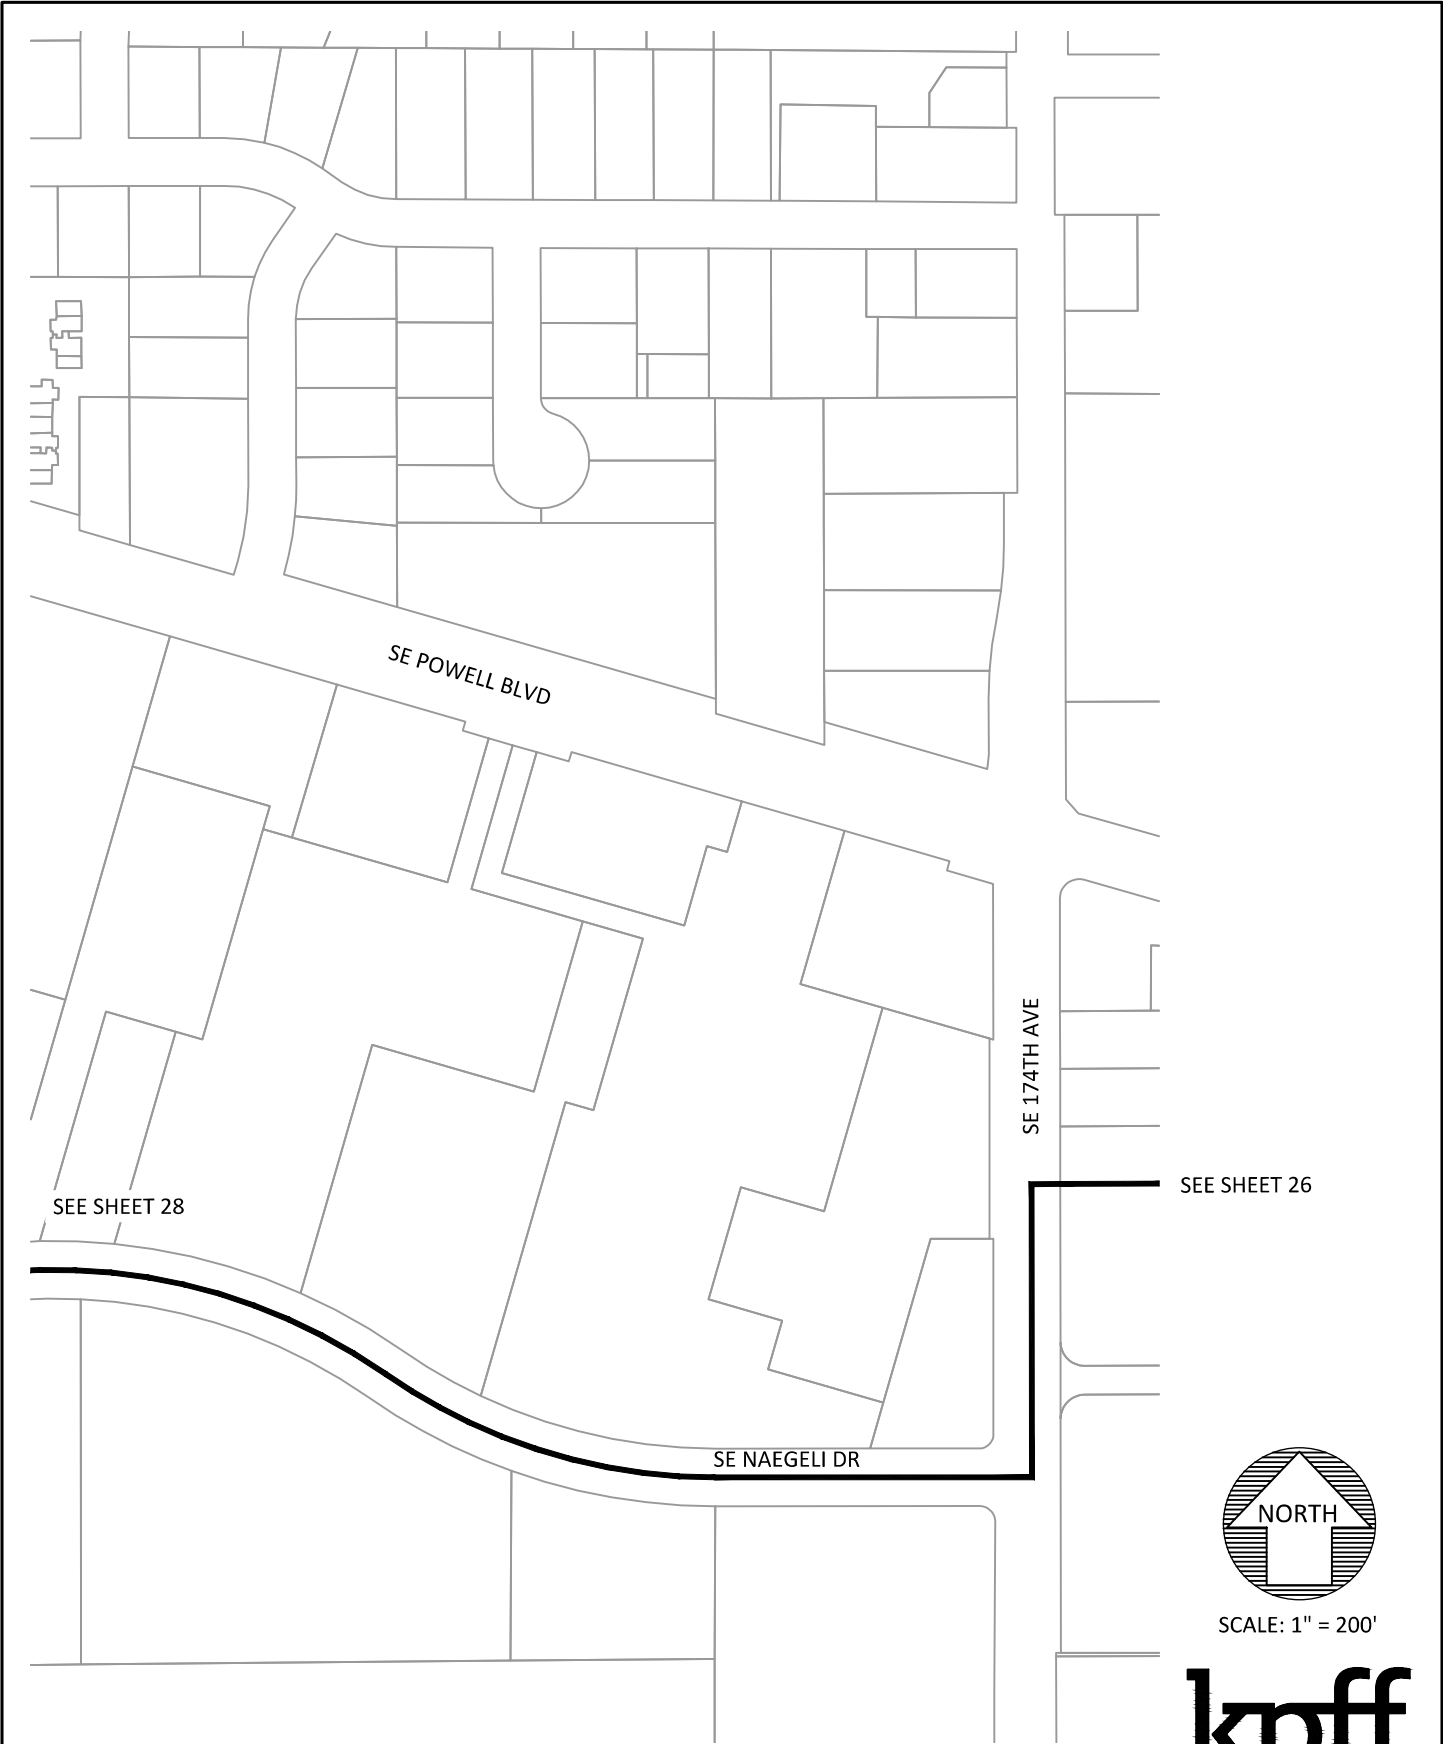 SE POWELL BLVD
SE 174TH AVE
SEE SHEET 26
SEE SHEET 28
SE NAEGELI DR
NORTH
SCALE: 1" = 200'
kpff